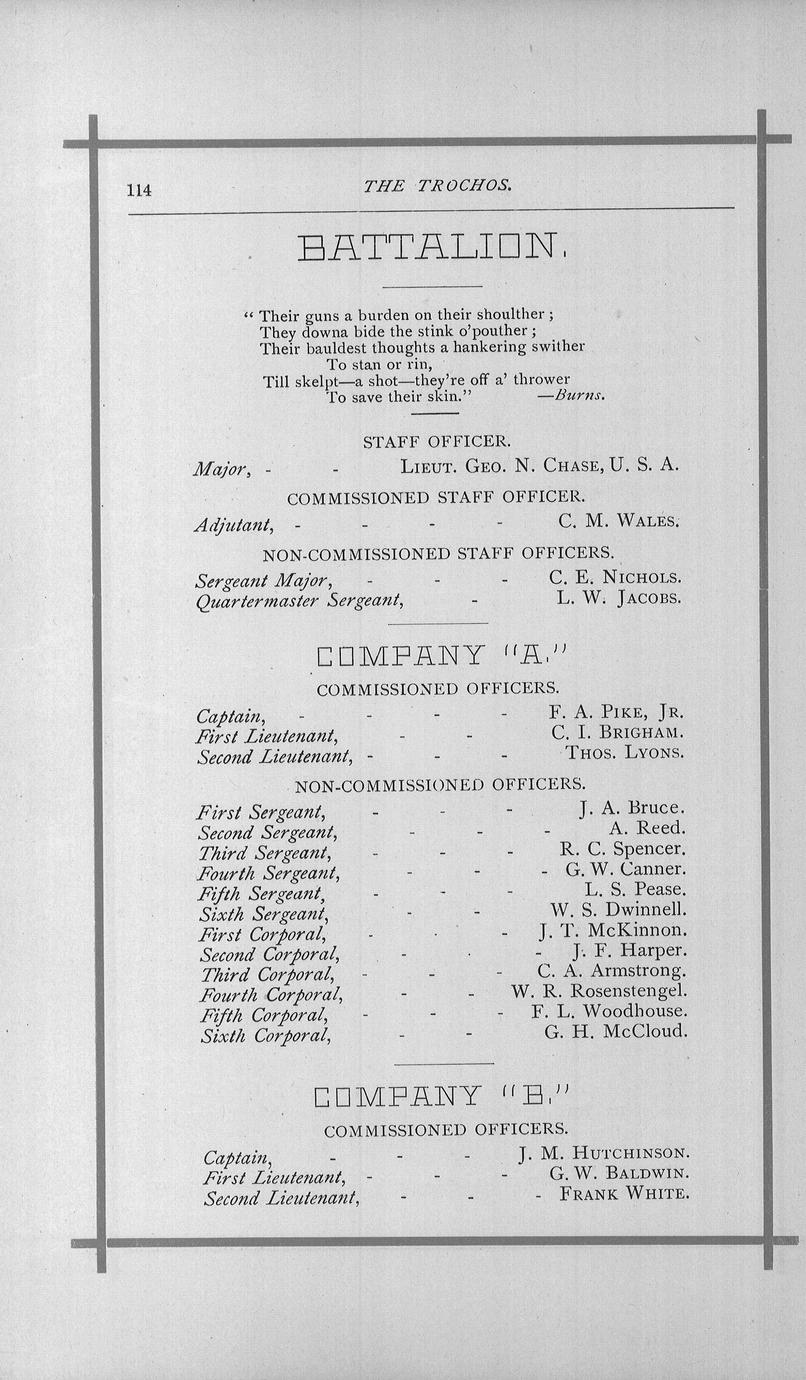 114 THE TROCHOS.
BATTALION.
“ Their guns a burden on their shoulther ;
They downa bide the stink o’pouther ;
Their bauldest thoughts a hankering swither
To stan or rin,
Till skelpt—a shot—they’re off a’ thrower
To save their skin.” —Burns.
STAFF OFFICER.
Major, - - LIEUT. GEO. N. CHASE, U. S. A.
COMMISSIONED STAFF OFFICER.
Adjutant, - - - - C. M. WALES.
NON-COMMISSIONED STAFF OFFICERS.
Sergeant Major, - - - C. E. NICHOLS.
Quartermaster Sergeant, - L. W. JACOBS.
COMPANY "A."
COMMISSIONED OFFICERS.
Captain, - - - - F. A. PIKE, JR.
First Lieutenant, - - C. I. BRIGHAM.
Second Lieutenant, - - - THOS. LYONS.
NON-COMMISSIONED OFFICERS.
First Sergeant, - - - J. A. Bruce.
Second Sergeant, - - - A. Reed.
Third Sergeant, - - - R. C. Spencer.
Fourth Sergeant, - - - G. W. Canner.
Fifth Sergeant, - - - L. S. Pease.
Sixth Sergeant, - - W. S. Dwinnell.
First Corporal, - - - J. T. McKinnon.
Second Corporal, - - - J. F. Harper.
Third Corporal, - - - C. A. Armstrong.
Fourth Corporal, - - W. R. Rosenstengel.
Fifth Corporal, - - - F. L. Woodhouse.
Sixth Corporal, - - G. H. McCloud.
COMPANY "B."
COMMISSIONED OFFICERS.
Captain, - - - J. M. HUTCHINSON.
First Lieutenant, - - - G. W. BALDWIN.
Second Lieutenant, - - - FRANK WHITE.